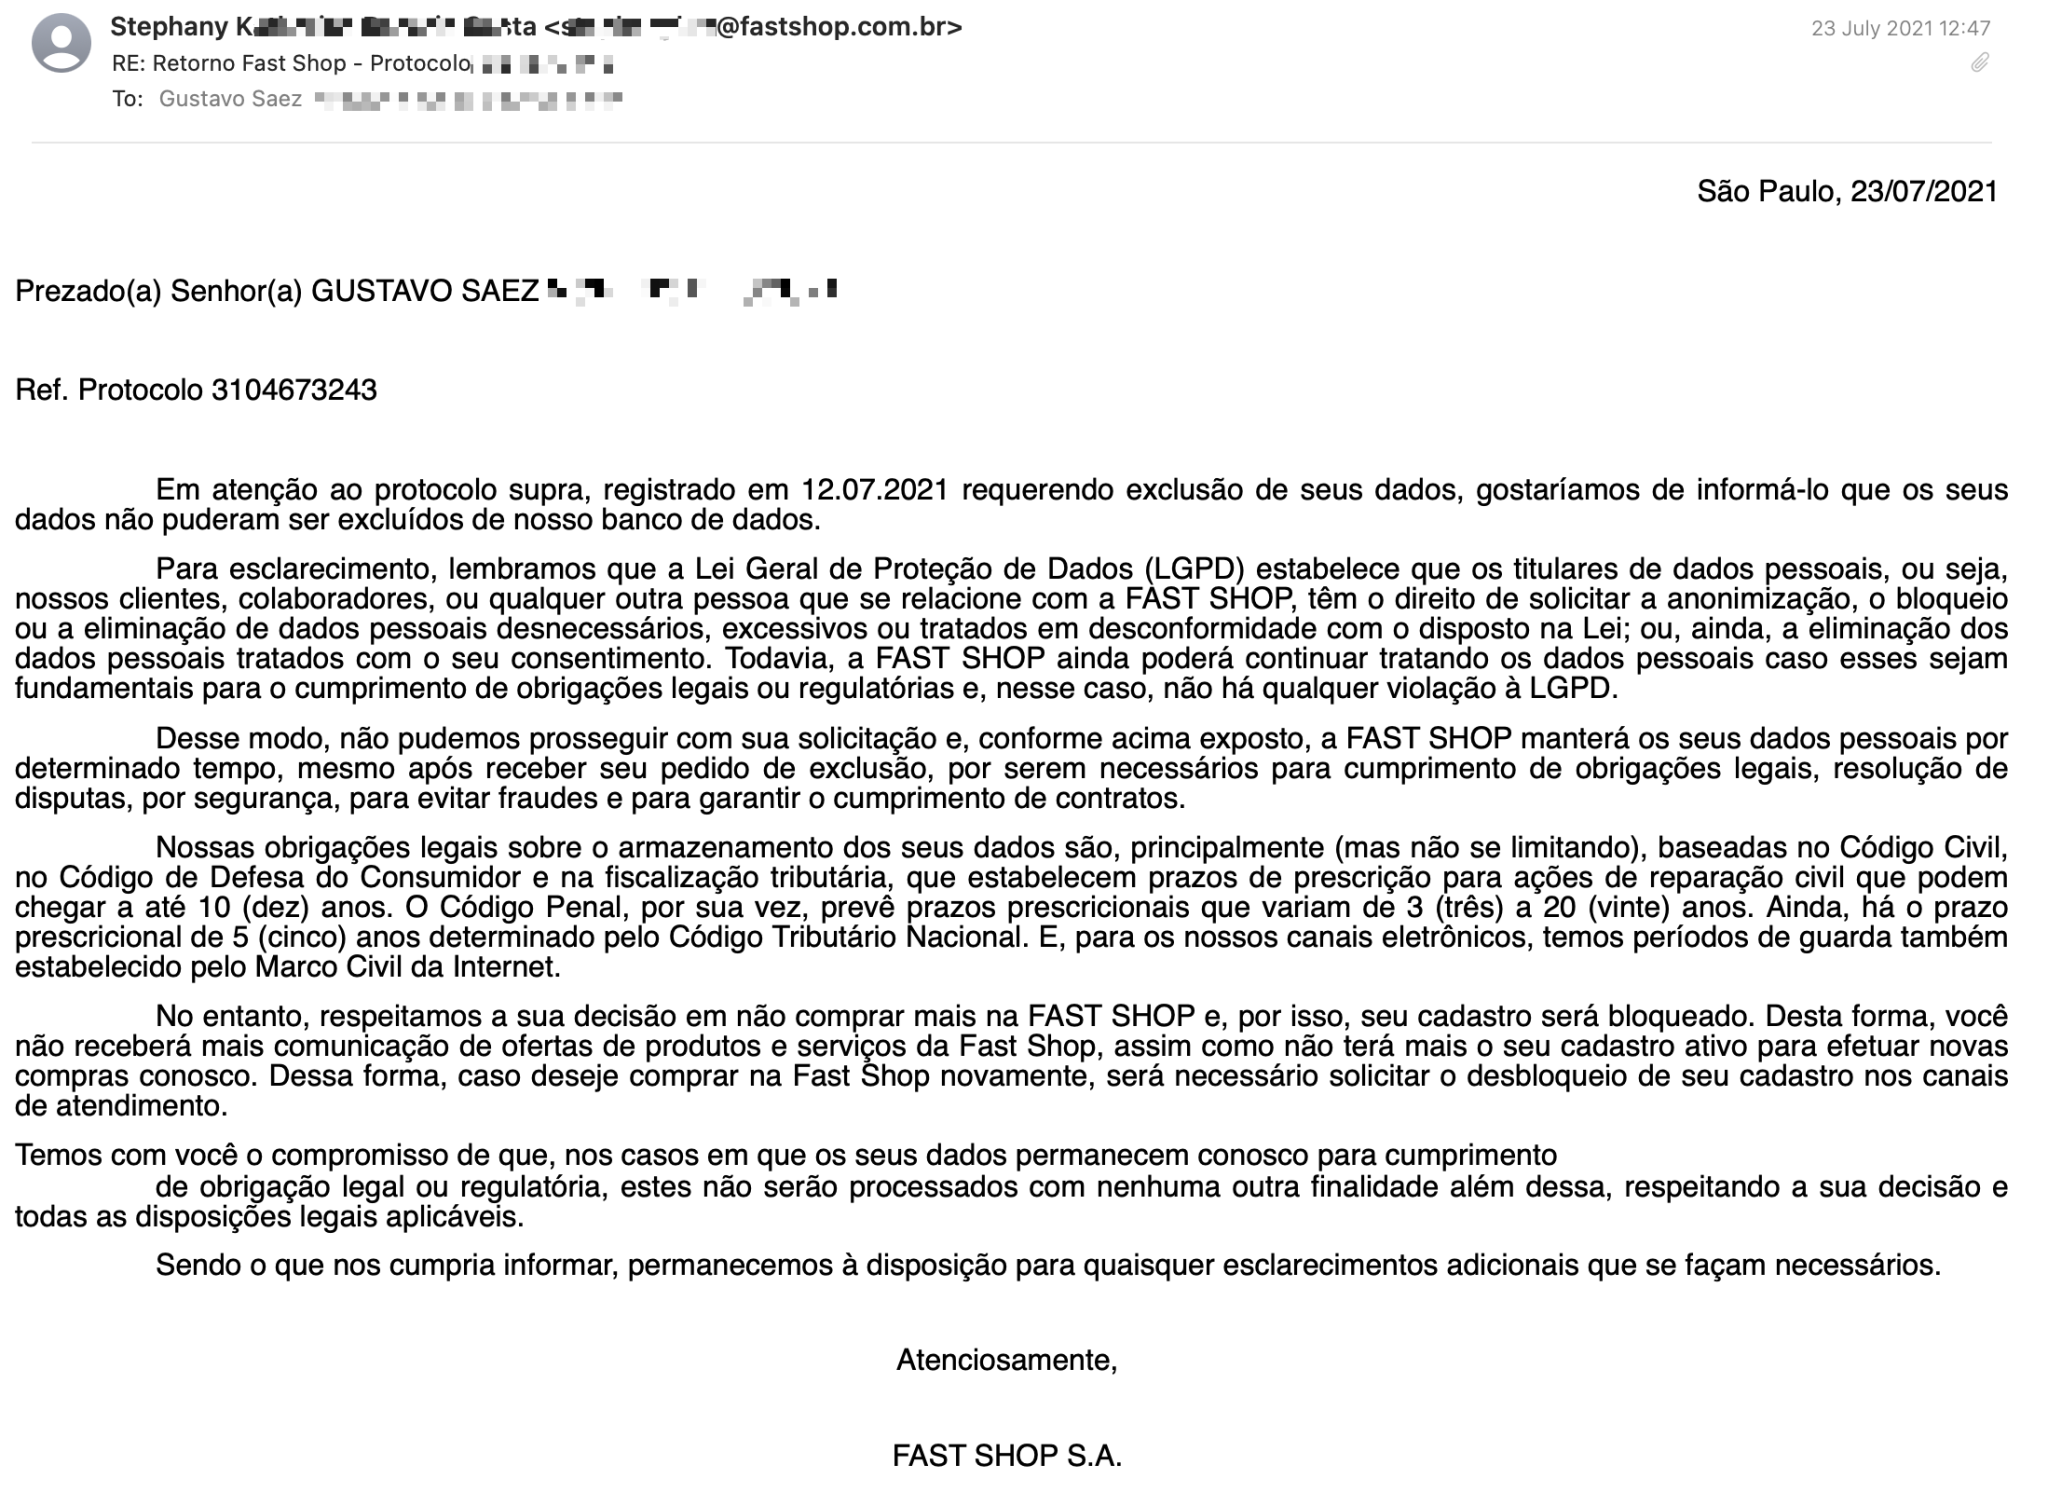 Stephany <@fastshop.com.br>
23 July 2021 12:47
RE: Retorno Fast Shop - Protocolo
To: Gustavo Saez
São Paulo, 23/07/2021
Prezado(a) Senhor(a) GUSTAVO SAEZ
Ref. Protocolo 3104673243
Em atenção ao protocolo supra, registrado em 12.07.2021 requerendo exclusão de seus dados, gostaríamos de informá-lo que os seus
dados não puderam ser excluídos de nosso banco de dados.
Para esclarecimento, lembramos que a Lei Geral de Proteção de Dados (LGPD) estabelece que os titulares de dados pessoais, ou seja,
nossos clientes, colaboradores, ou qualquer outra pessoa que se relacione com a FAST SHOP, têm o direito de solicitar a anonimização, o bloqueio
ou a eliminação de dados pessoais desnecessários, excessivos ou tratados em desconformidade com o disposto na Lei; ou, ainda, a eliminação dos
dados pessoais tratados com o seu consentimento. Todavia, a FAST SHOP ainda poderá continuar tratando os dados pessoais caso esses sejam
fundamentais para o cumprimento de obrigações legais ou regulatórias e, nesse caso, não há qualquer violação à LGPD.
Desse modo, não pudemos prosseguir com sua solicitação e, conforme acima exposto, a FAST SHOP manterá os seus dados pessoais por
determinado tempo, mesmo após receber seu pedido de exclusão, por serem necessários para cumprimento de obrigações legais, resolução de
disputas, por segurança, para evitar fraudes e para garantir o cumprimento de contratos.
Nossas obrigações legais sobre o armazenamento dos seus dados são, principalmente (mas não se limitando), baseadas no Código Civil,
no Código de Defesa do Consumidor e na fiscalização tributária, que estabelecem prazos de prescrição para ações de reparação civil que podem
chegar a até 10 (dez) anos. O Código Penal, por sua vez, prevê prazos prescricionais que variam de 3 (três) a 20 (vinte) anos. Ainda, há o prazo
prescricional de 5 (cinco) anos determinado pelo Código Tributário Nacional. E, para os nossos canais eletrônicos, temos períodos de guarda também
estabelecido pelo Marco Civil da Internet.
No entanto, respeitamos a sua decisão em não comprar mais na FAST SHOP e, por isso, seu cadastro será bloqueado. Desta forma, você
não receberá mais comunicação de ofertas de produtos e serviços da Fast Shop, assim como não terá mais o seu cadastro ativo para efetuar novas
compras conosco. Dessa forma, caso deseje comprar na Fast Shop novamente, será necessário solicitar o desbloqueio de seu cadastro nos canais
de atendimento.
Temos com você o compromisso de que, nos casos em que os seus dados permanecem conosco para cumprimento
de obrigação legal ou regulatória, estes não serão processados com nenhuma outra finalidade além dessa, respeitando a sua decisão e
todas as disposições legais aplicáveis.
Sendo o que nos cumpria informar, permanecemos à disposição para quaisquer esclarecimentos adicionais que se façam necessários.
Atenciosamente,
FAST SHOP S.A.